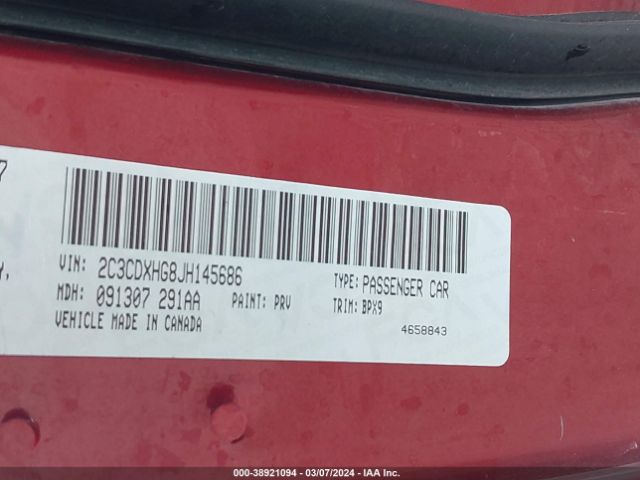 7
Y,
VIN: 2C3CDXHG8JH145686
TYPE: PASSENGER CAR
MDH: 091307 291AA
PAINT: PRV
TRIM: BPX9
VEHICLE MADE IN CANADA
4658843
000-38921094 - 03/07/2024 - IAA Inc.